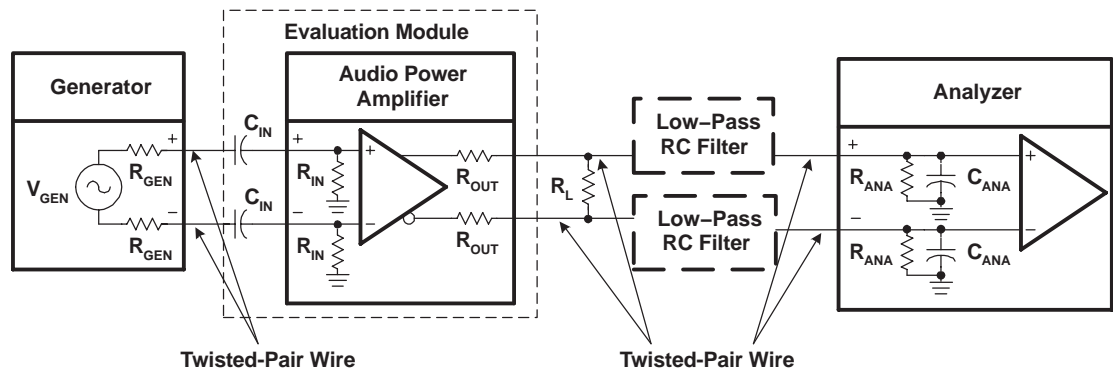 Evaluation Module
Generator
Audio Power
Amplifier
Analyzer
Low–Pass
RC Filter
Low–Pass
RC Filter
V_GEN
R_GEN
R_GEN
+
−
C_IN
C_IN
+
−
R_IN
R_IN
+
−
R_OUT
R_OUT
R_L
+
−
R_ANA
R_ANA
C_ANA
C_ANA
+
−
Twisted-Pair Wire
Twisted-Pair Wire